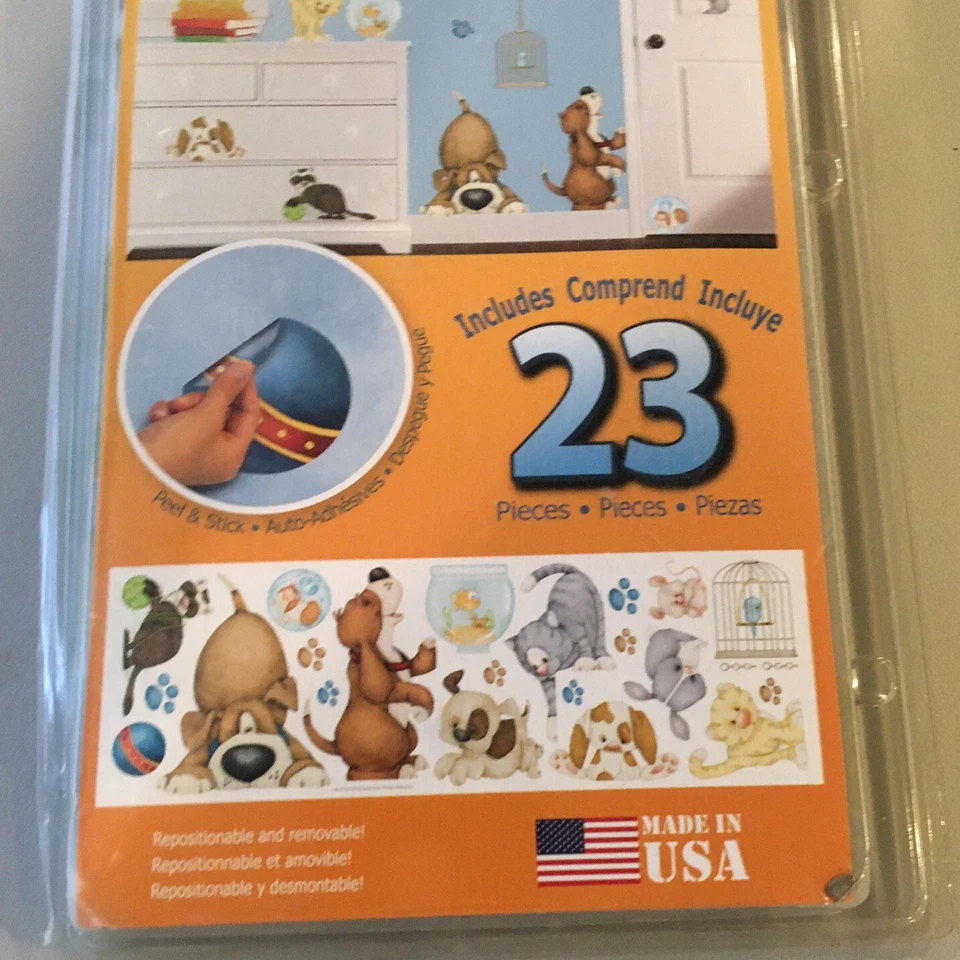 Includes Comprend Incluye
23
Pieces • Pieces • Piezas
Peel & Stick • Auto-Adhésives • Despegue y Pegue
Repositionable and removable!
Repositionnable et amovible!
Repositionable y desmontable!
MADE IN
USA